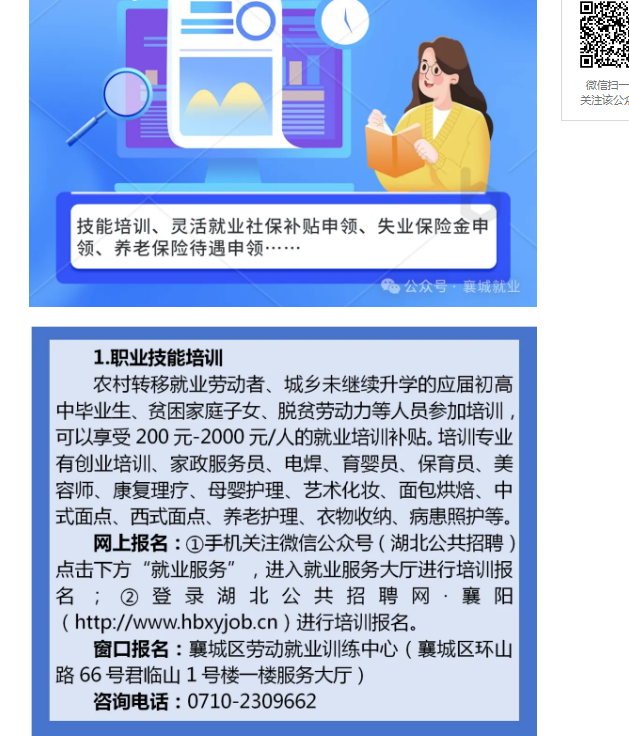 微信扫一
关注该公众
技能培训、灵活就业社保补贴申领、失业保险金申
领、养老保险待遇申领……
公众号 · 襄城就业
1.职业技能培训
农村转移就业劳动者、城乡未继续升学的应届初高
中毕业生、贫困家庭子女、脱贫劳动力等人员参加培训，
可以享受 200 元-2000 元/人的就业培训补贴。培训专业
有创业培训、家政服务员、电焊、育婴员、保育员、美
容师、康复理疗、母婴护理、艺术化妆、面包烘焙、中
式面点、西式面点、养老护理、衣物收纳、病患照护等。
网上报名：①手机关注微信公众号（湖北公共招聘）
点击下方“就业服务”，进入就业服务大厅进行培训报
名；②登录湖北公共招聘网·襄阳
（http://www.hbxyjob.cn）进行培训报名。
窗口报名：襄城区劳动就业训练中心（襄城区环山
路 66 号君临山 1 号楼一楼服务大厅）
咨询电话：0710-2309662